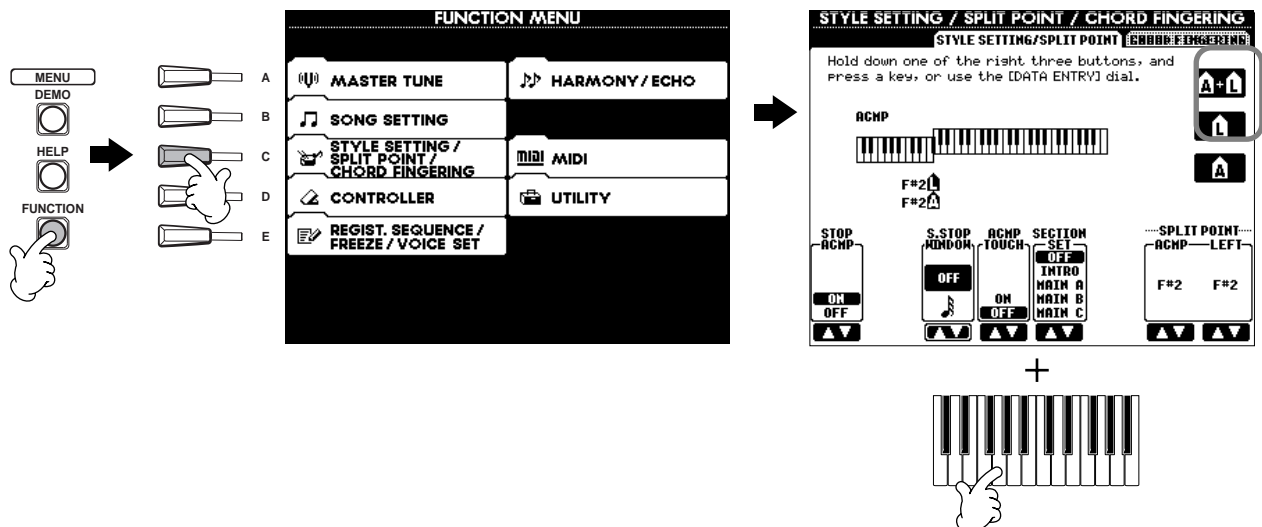 MENU
DEMO
HELP
FUNCTION
A
B
C
D
E
FUNCTION MENU
MASTER TUNE
HARMONY/ECHO
SONG SETTING
STYLE SETTING /
SPLIT POINT /
CHORD FINGERING
MIDI MIDI
CONTROLLER
UTILITY
REGIST. SEQUENCE /
FREEZE / VOICE SET
STYLE SETTING / SPLIT POINT / CHORD FINGERING
STYLE SETTING/SPLIT POINT CHORD FINGERING
Hold down one of the right three buttons, and
press a key, or use the [DATA ENTRY] dial.
A+L
L
A
ACMP
F#2 L
F#2 A
STOP
ACMP
ON
OFF
S.STOP
WINDOW
OFF
ACMP
TOUCH
ON
OFF
SECTION
SET
OFF
INTRO
MAIN A
MAIN B
MAIN C
SPLIT POINT
ACMP LEFT
F#2 F#2
+